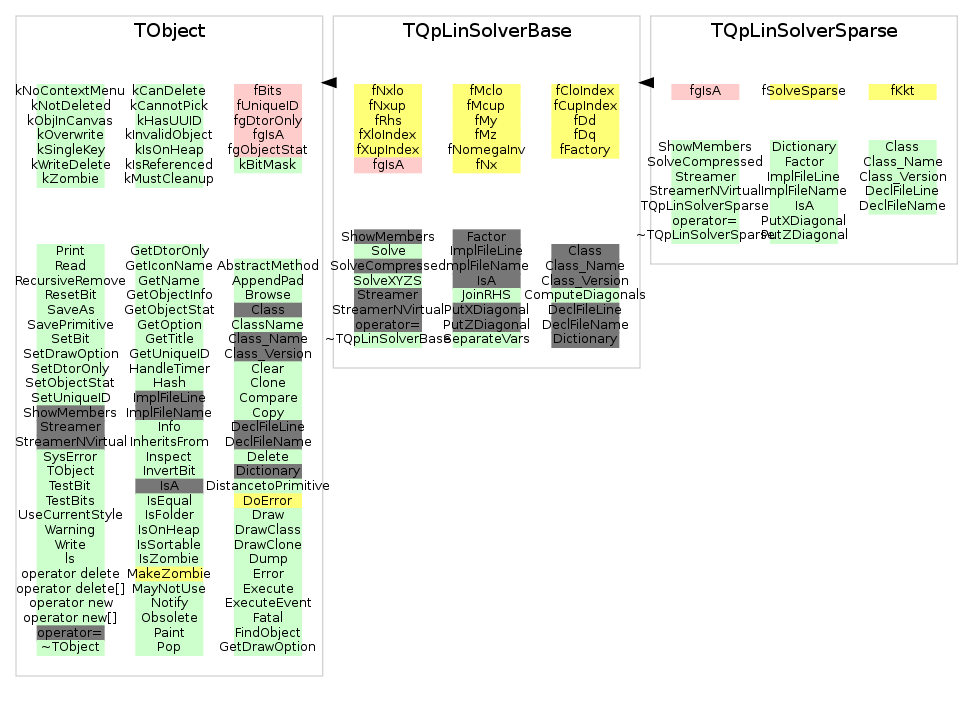 TObject
kNoContextMenu
kNotDeleted
kObjInCanvas
kOverwrite
kSingleKey
kWriteDelete
kZombie
kCanDelete
kCannotPick
kHasUUID
kInvalidObject
kIsOnHeap
kIsReferenced
kMustCleanup
fBits
fUniqueID
fgDtorOnly
fgIsA
fgObjectStat
kBitMask
Print
Read
RecursiveRemove
ResetBit
SaveAs
SavePrimitive
SetBit
SetDrawOption
SetDtorOnly
SetObjectStat
SetUniqueID
ShowMembers
Streamer
StreamerNVirtual
SysError
TObject
TestBit
TestBits
UseCurrentStyle
Warning
Write
ls
operator delete
operator delete[]
operator new
operator new[]
operator=
~TObject
GetDtorOnly
GetIconName
GetName
GetObjectInfo
GetObjectStat
GetOption
GetTitle
GetUniqueID
HandleTimer
Hash
ImplFileLine
ImplFileName
Info
InheritsFrom
Inspect
InvertBit
IsA
IsEqual
IsFolder
IsOnHeap
IsSortable
IsZombie
MakeZombie
MayNotUse
Notify
Obsolete
Paint
Pop
AbstractMethod
AppendPad
Browse
Class
ClassName
Class_Name
Class_Version
Clear
Clone
Compare
Copy
DeclFileLine
DeclFileName
Delete
Dictionary
DistancetoPrimitive
DoError
Draw
DrawClass
DrawClone
Dump
Error
Execute
ExecuteEvent
Fatal
FindObject
GetDrawOption
TQpLinSolverBase
fNxlo
fNxup
fRhs
fXloIndex
fXupIndex
fgIsA
fMclo
fMcup
fMy
fMz
fNomegaInv
fNx
fCloIndex
fCupIndex
fDd
fDq
fFactory
ShowMembers
Solve
SolveCompressed
SolveXYZS
Streamer
StreamerNVirtual
operator=
~TQpLinSolverBase
Factor
ImplFileLine
ImplFileName
IsA
JoinRHS
PutXDiagonal
PutZDiagonal
SeparateVars
Class
Class_Name
Class_Version
ComputeDiagonals
DeclFileLine
DeclFileName
Dictionary
TQpLinSolverSparse
fgIsA
fSolveSparse
fKkt
ShowMembers
SolveCompressed
Streamer
StreamerNVirtual
TQpLinSolverSparse
operator=
~TQpLinSolverSparse
Dictionary
Factor
ImplFileLine
ImplFileName
IsA
PutXDiagonal
PutZDiagonal
Class
Class_Name
Class_Version
DeclFileLine
DeclFileName